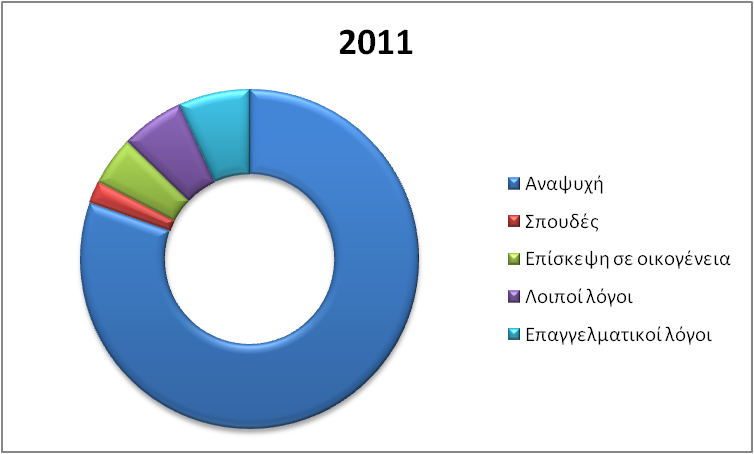 2011
Αναψυχή
Σπουδές
Επίσκεψη σε οικογένεια
Λοιποί λόγοι
Επαγγελματικοί λόγοι